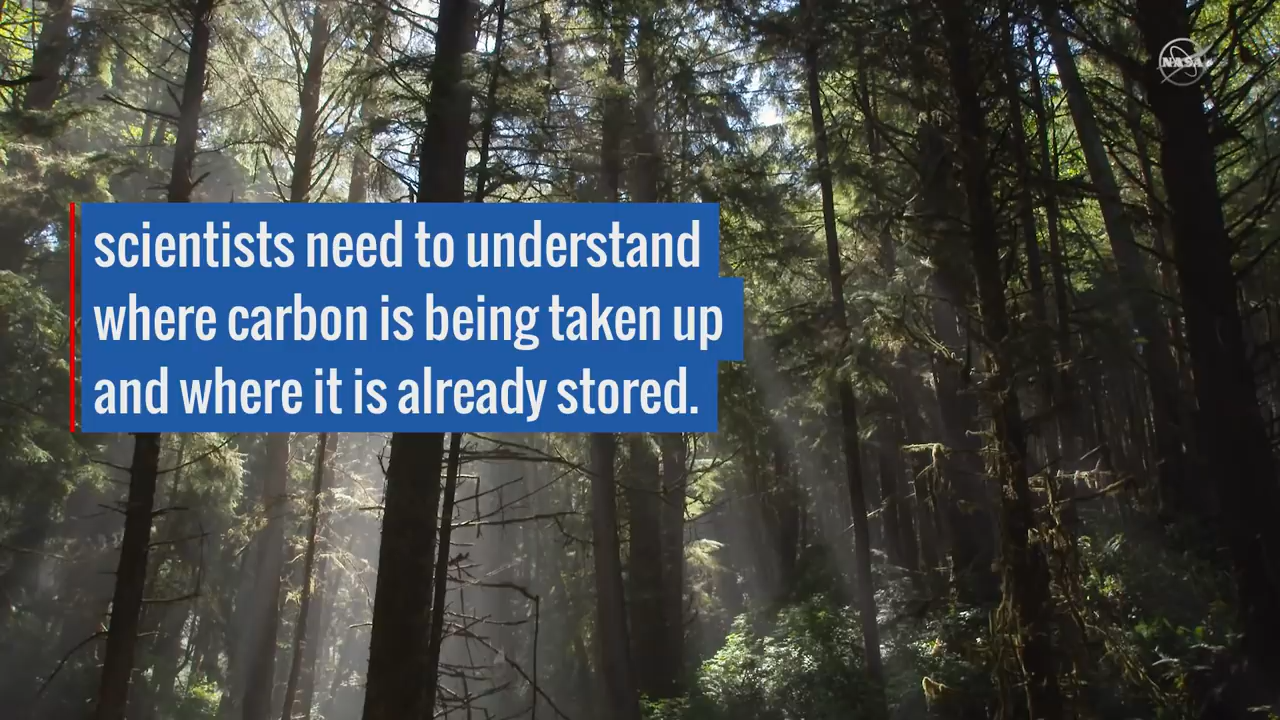 NASA
scientists need to understand
where carbon is being taken up
and where it is already stored.